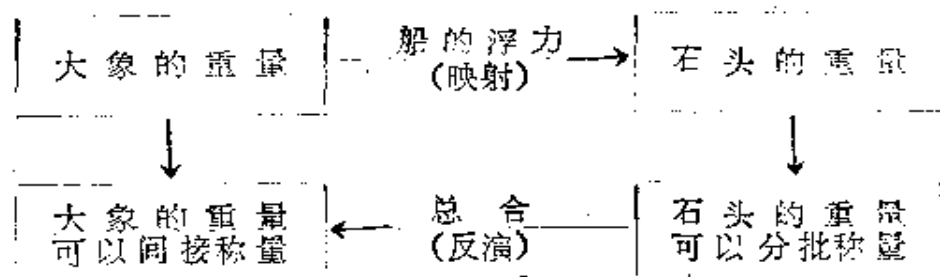 大象的重量
船的浮力
(映射)
石头的重量
大象的重量
可以间接称量
总合
(反演)
石头的重量
可以分批称量